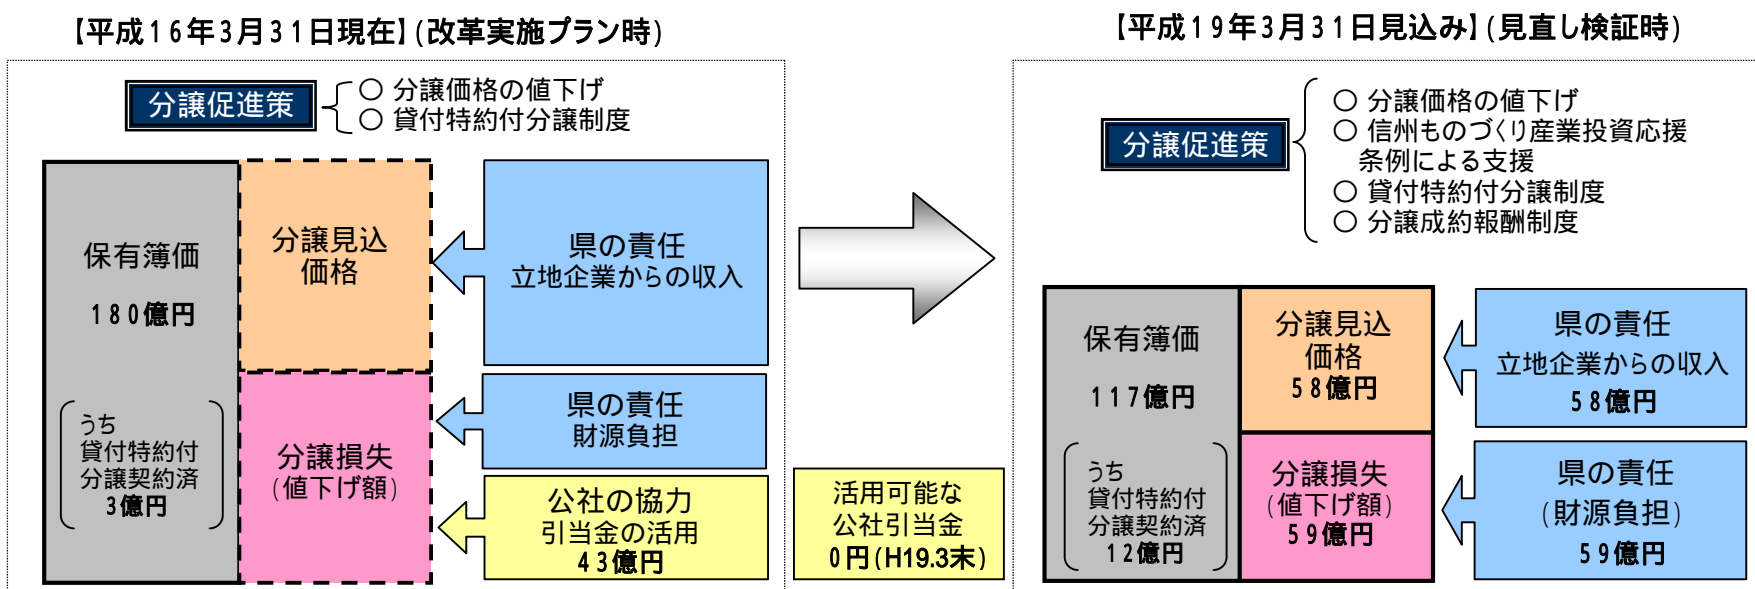 【平成16年3月31日現在】(改革実施プラン時)
分譲促進策
○ 分譲価格の値下げ
○ 貸付特約付分譲制度
保有簿価
180億円
うち
貸付特約付
分譲契約済
3億円
分譲見込
価格
分譲損失
(値下げ額)
県の責任
立地企業からの収入
県の責任
財源負担
公社の協力
引当金の活用
43億円
活用可能な
公社引当金
0円(H19.3末)
【平成19年3月31日見込み】(見直し検証時)
分譲促進策
○ 分譲価格の値下げ
○ 信州ものづくり産業投資応援
条例による支援
○ 貸付特約付分譲制度
○ 分譲成約報酬制度
保有簿価
117億円
うち
貸付特約付
分譲契約済
12億円
分譲見込
価格
58億円
分譲損失
(値下げ額)
59億円
県の責任
立地企業からの収入
58億円
県の責任
(財源負担)
59億円